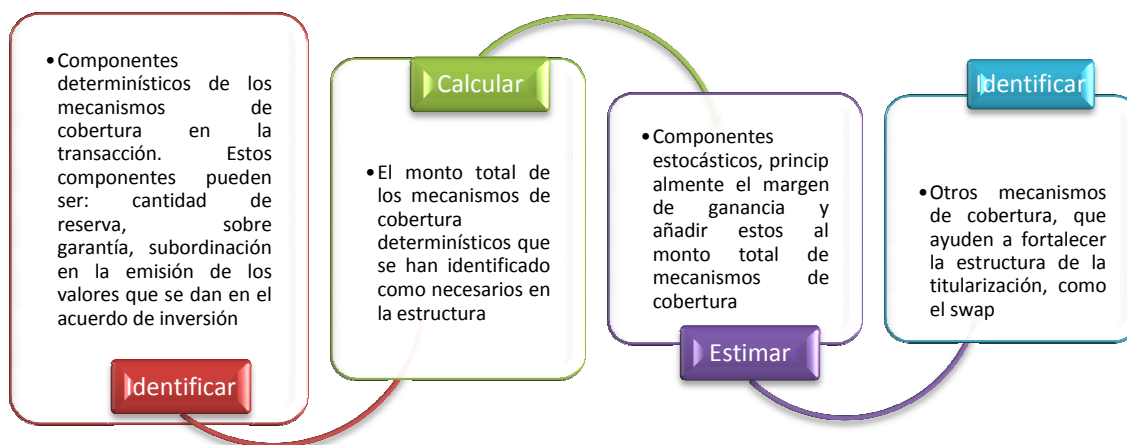 •Componentes
determinísticos de los
mecanismos de
cobertura en la
transacción. Estos
componentes pueden
ser: cantidad de
reserva, sobre
garantía, subordinación
en la emisión de los
valores que se dan en el
acuerdo de inversión
Identificar
Calcular
•El monto total de
los mecanismos de
cobertura
determinísticos que
se han identificado
como necesarios en
la estructura
•Componentes
estocásticos, princip
almente el margen
de ganancia y
añadir estos al
monto total de
mecanismos de
cobertura
Estimar
Identificar
•Otros mecanismos
de cobertura, que
ayuden a fortalecer
la estructura de la
titularización, como
el swap